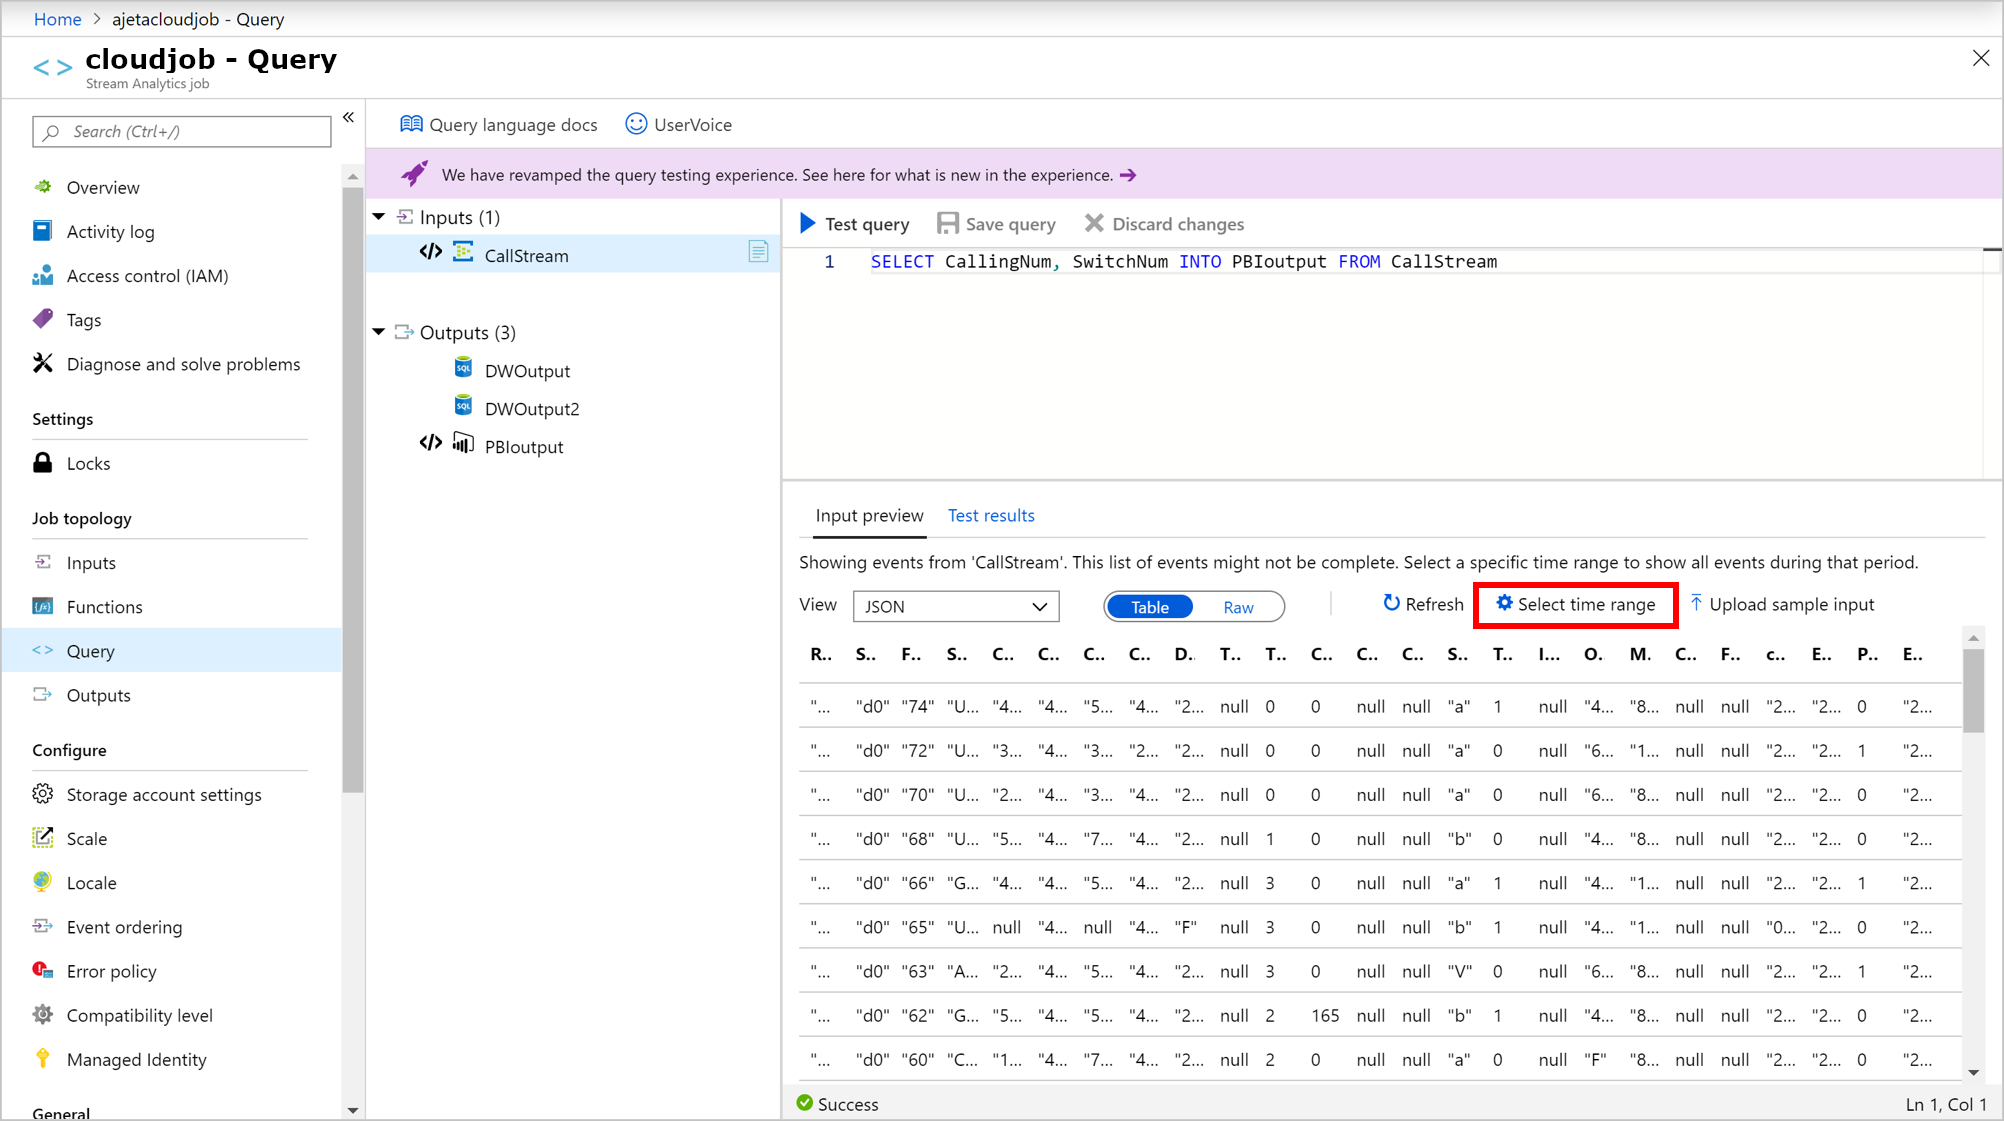 Home > ajetacloudjob - Query
cloudjob - Query
Stream Analytics job
Search (Ctrl+/)
Overview
Activity log
Access control (IAM)
Tags
Diagnose and solve problems
Settings
Locks
Job topology
Inputs
Functions
Query
Outputs
Configure
Storage account settings
Scale
Locale
Event ordering
Error policy
Compatibility level
Managed Identity
General
Query language docs UserVoice
We have revamped the query testing experience. See here for what is new in the experience. →
Inputs (1)
CallStream
Outputs (3)
SQL DWOutput
SQL DWOutput2
PBIoutput
Test query Save query Discard changes
1 SELECT CallingNum, SwitchNum INTO PBIoutput FROM CallStream
Input preview Test results
Showing events from 'CallStream'. This list of events might not be complete. Select a specific time range to show all events during that period.
View JSON Table Raw Refresh Select time range Upload sample input
R.. S.. F.. S.. C.. C.. C.. C.. D.. T.. T.. C.. C.. C.. S.. T.. I... O.. M. C.. F.. c.. E.. P.. E..
"... "d0" "74" "U... "4... "4... "5... "4... "2... null 0 0 null null "a" 1 null "4... "8... null null "2... "2... 0 "2...
"... "d0" "72" "U... "3... "4... "3... "2... "2... null 0 0 null null "a" 0 null "6... "1... null null "2... "2... 1 "2...
"... "d0" "70" "U... "2... "4... "3... "4... "2... null 0 0 null null "a" 0 null "6... "8... null null "2... "2... 0 "2...
"... "d0" "68" "U... "5... "4... "7... "4... "2... null 1 0 null null "b" 0 null "4... "8... null null "2... "2... 0 "2...
"... "d0" "66" "G... "4... "4... "5... "4... "2... null 3 0 null null "a" 1 null "4... "1... null null "2... "2... 1 "2...
"... "d0" "65" "U... null "4... null "4... "F" null 3 0 null null "b" 1 null "4... "1... null null "0... "2... 0 "2...
"... "d0" "63" "A... "2... "4... "5... "4... "2... null 3 0 null null "V" 0 null "6... "8... null null "2... "2... 1 "2...
"... "d0" "62" "G... "5... "4... "5... "4... "2... null 2 165 null null "b" 1 null "4... "8... null null "2... "2... 0 "2...
"... "d0" "60" "C... "1... "4... "7... "4... "2... null 2 0 null null "a" 0 null "F" "8... null null "2... "2... 0 "2...
Success Ln 1, Col 1